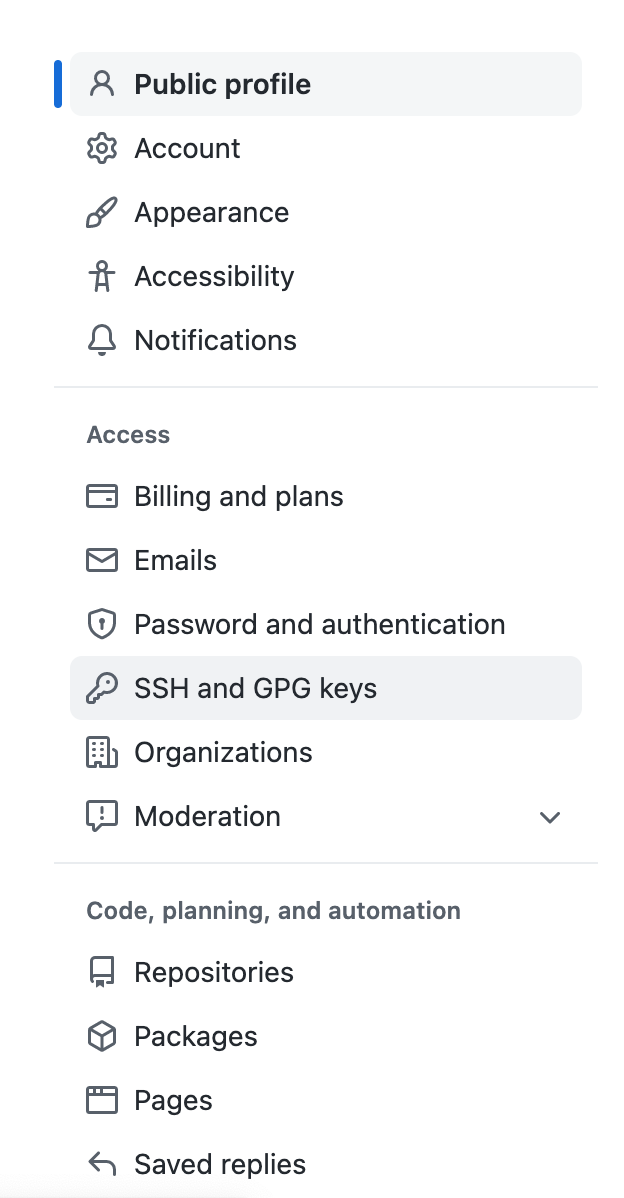 Public profile
Account
Appearance
Accessibility
Notifications
Access
Billing and plans
Emails
Password and authentication
SSH and GPG keys
Organizations
Moderation
Code, planning, and automation
Repositories
Packages
Pages
Saved replies